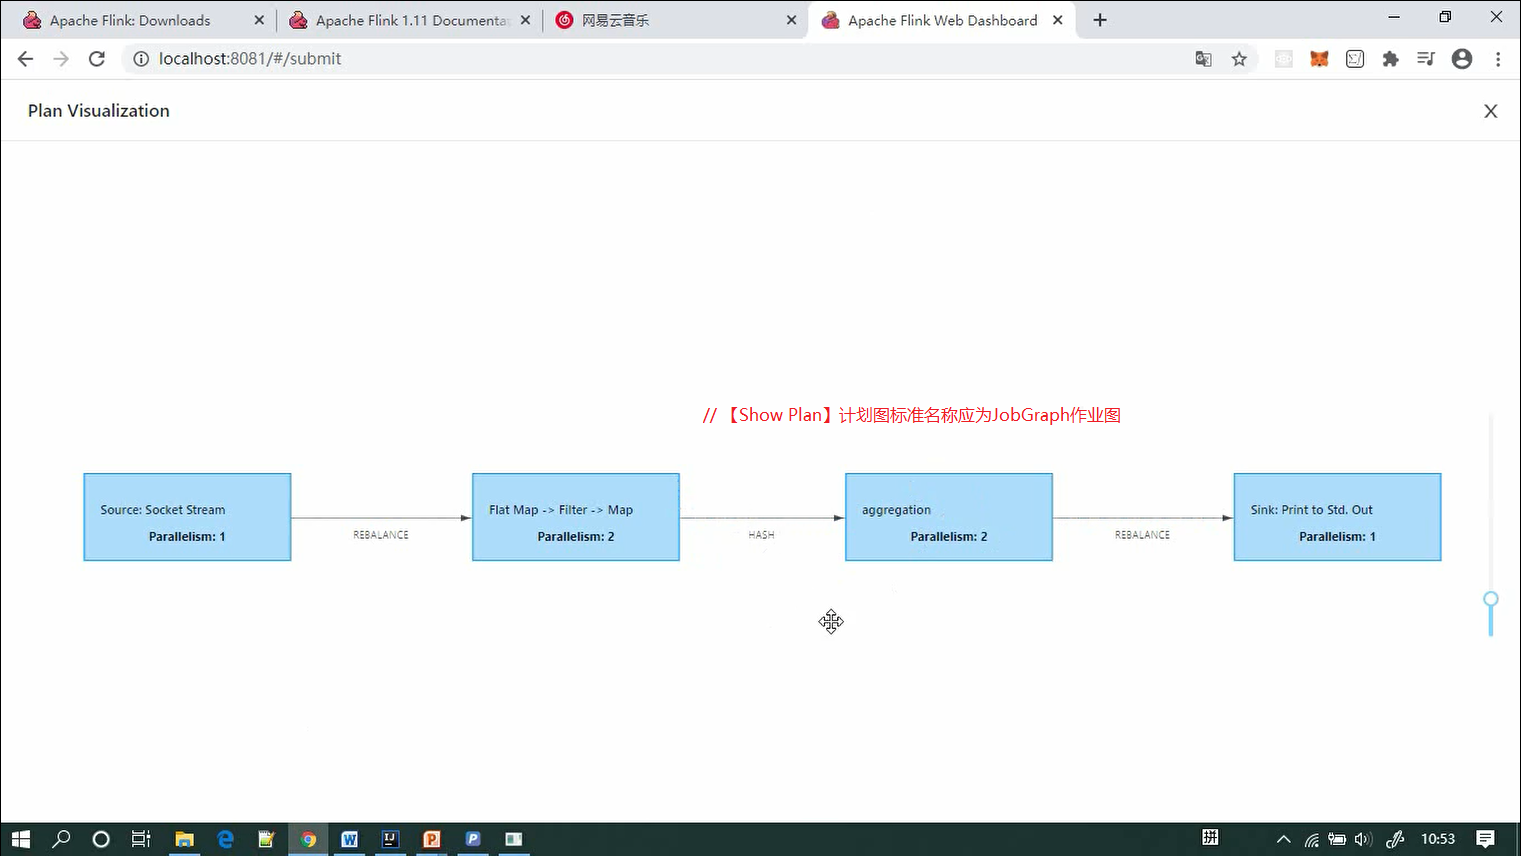 Apache Flink: Downloads
Apache Flink 1.11 Documenta
网易云音乐
Apache Flink Web Dashboard
localhost:8081/#/submit
Plan Visualization
// 【Show Plan】计划图标准名称应为JobGraph作业图
Source: Socket Stream
Parallelism: 1
REBALANCE
Flat Map -> Filter -> Map
Parallelism: 2
HASH
aggregation
Parallelism: 2
REBALANCE
Sink: Print to Std. Out
Parallelism: 1
拼
10:53